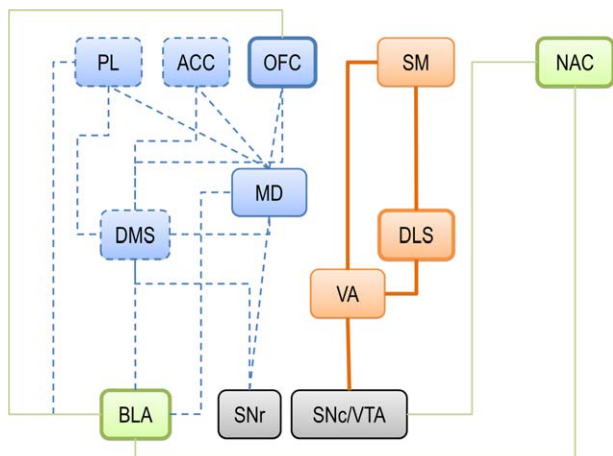 PL
ACC
OFC
SM
NAC
MD
DMS
DLS
VA
BLA
SNr
SNc/VTA